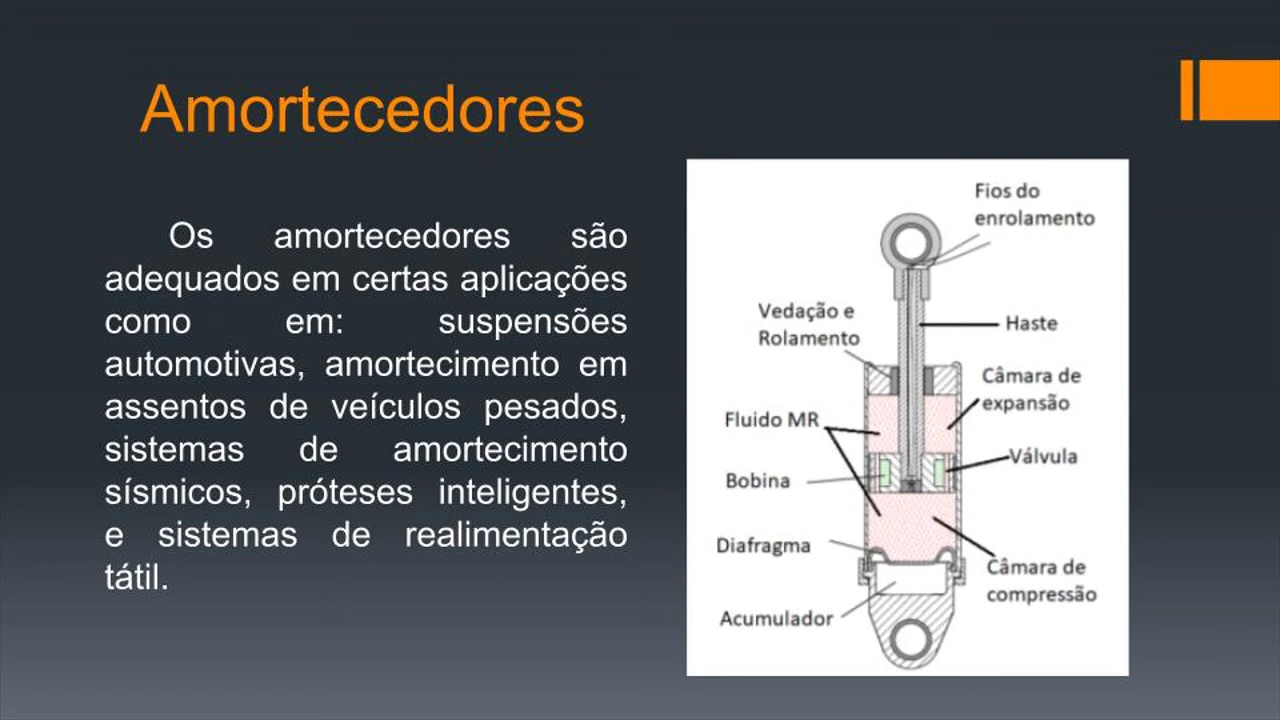 Amortecedores
Os amortecedores são
adequados em certas aplicações
como em: suspensões
automotivas, amortecimento em
assentos de veículos pesados,
sistemas de amortecimento
sísmicos, próteses inteligentes,
e sistemas de realimentação
tátil.
Fios do
enrolamento
Vedação e
Rolamento
Haste
Câmara de
expansão
Fluido MR
Válvula
Bobina
Diafragma
Câmara de
compressão
Acumulador